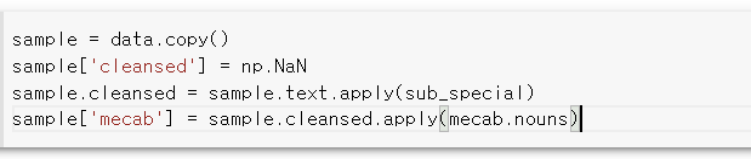 sample = data.copy()
sample['cleansed'] = np.NaN
sample.cleansed = sample.text.apply(sub_special)
sample['mecab'] = sample.cleansed.apply(mecab.nouns)